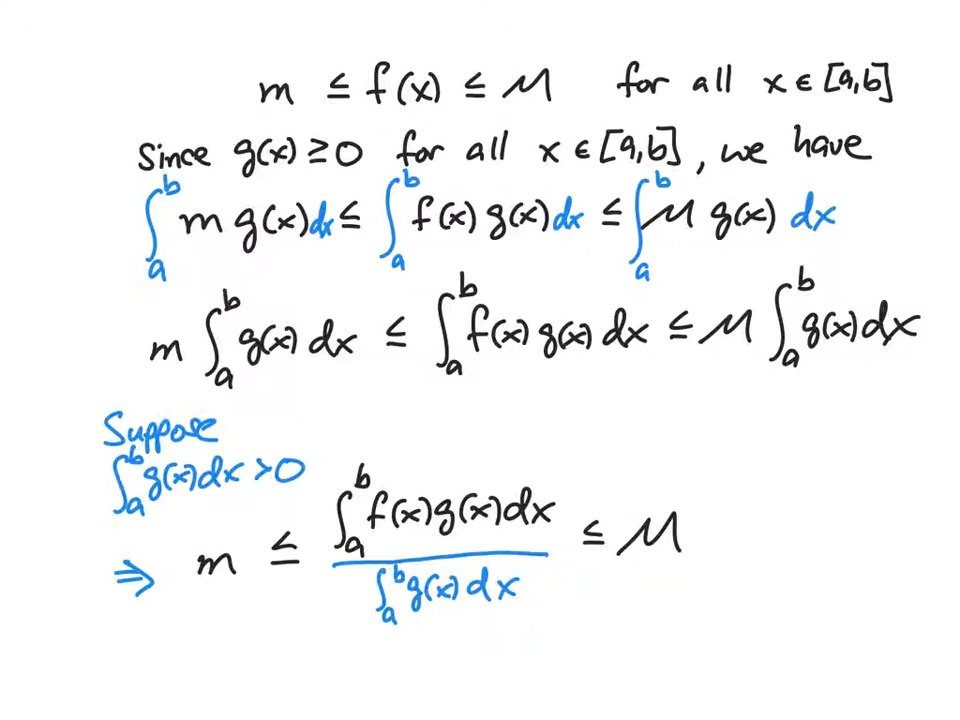 m ≤ f(x) ≤ M for all x ∈ [a,b]
Since g(x) ≥ 0 for all x ∈ [a,b], we have
∫_a^b m g(x) dx ≤ ∫_a^b f(x) g(x) dx ≤ ∫_a^b M g(x) dx
m ∫_a^b g(x) dx ≤ ∫_a^b f(x) g(x) dx ≤ M ∫_a^b g(x) dx
Suppose
∫_a^b g(x) dx > 0
⇒ m ≤ \frac{∫_a^b f(x) g(x) dx}{∫_a^b g(x) dx} ≤ M